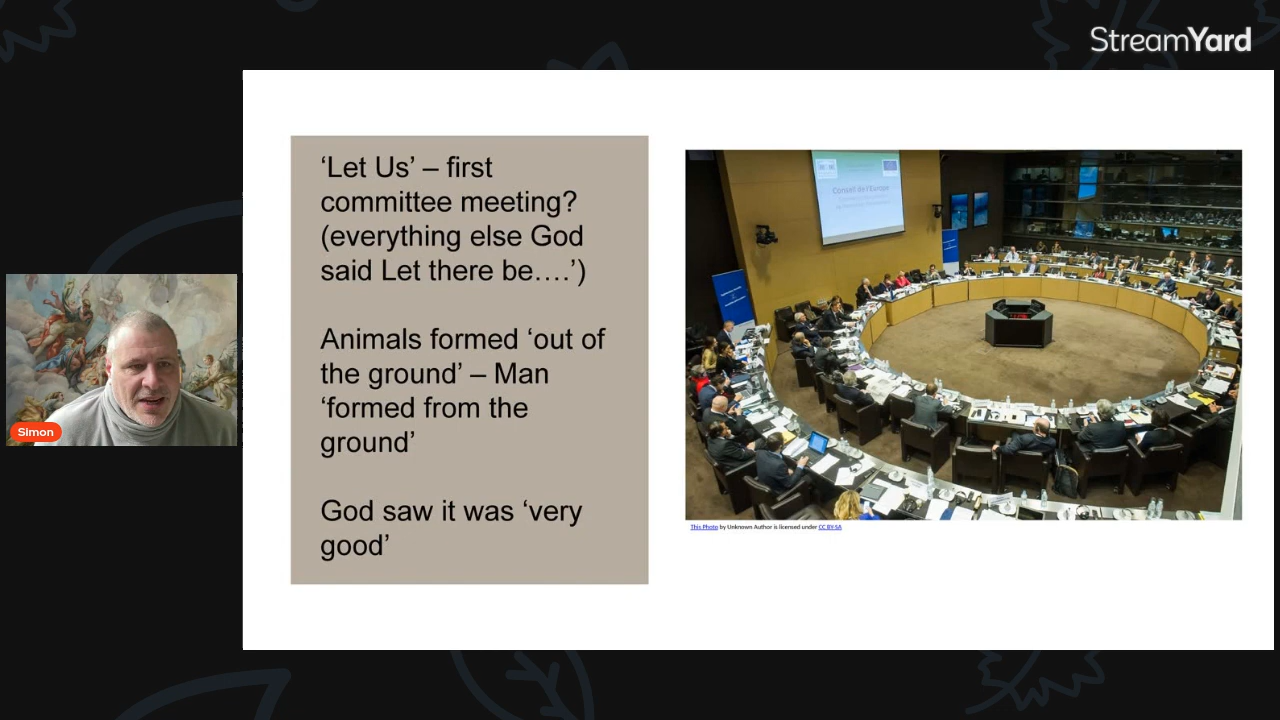 StreamYard
‘Let Us’ – first
committee meeting?
(everything else God
said Let there be….’)
Animals formed ‘out of
the ground’ – Man
‘formed from the
ground’
God saw it was ‘very
good’
Conseil de l'Europe
This Photo by Unknown Author is licensed under CC BY-SA
Simon